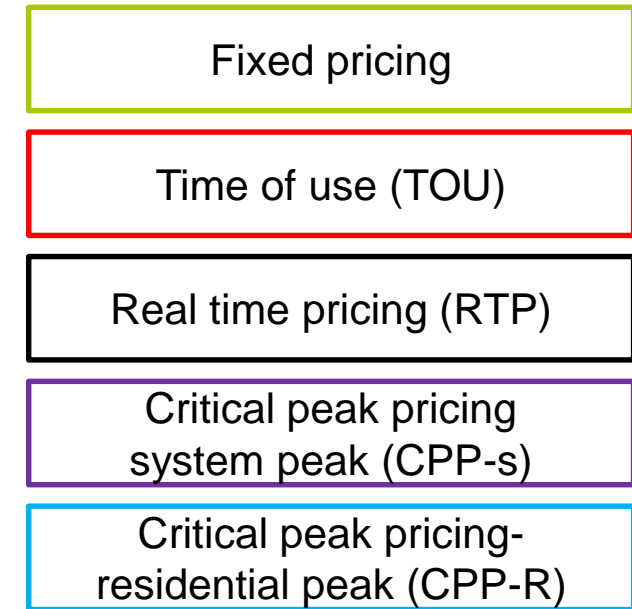 Fixed pricing
Time of use (TOU)
Real time pricing (RTP)
Critical peak pricing
system peak (CPP-s)
Critical peak pricing-
residential peak (CPP-R)